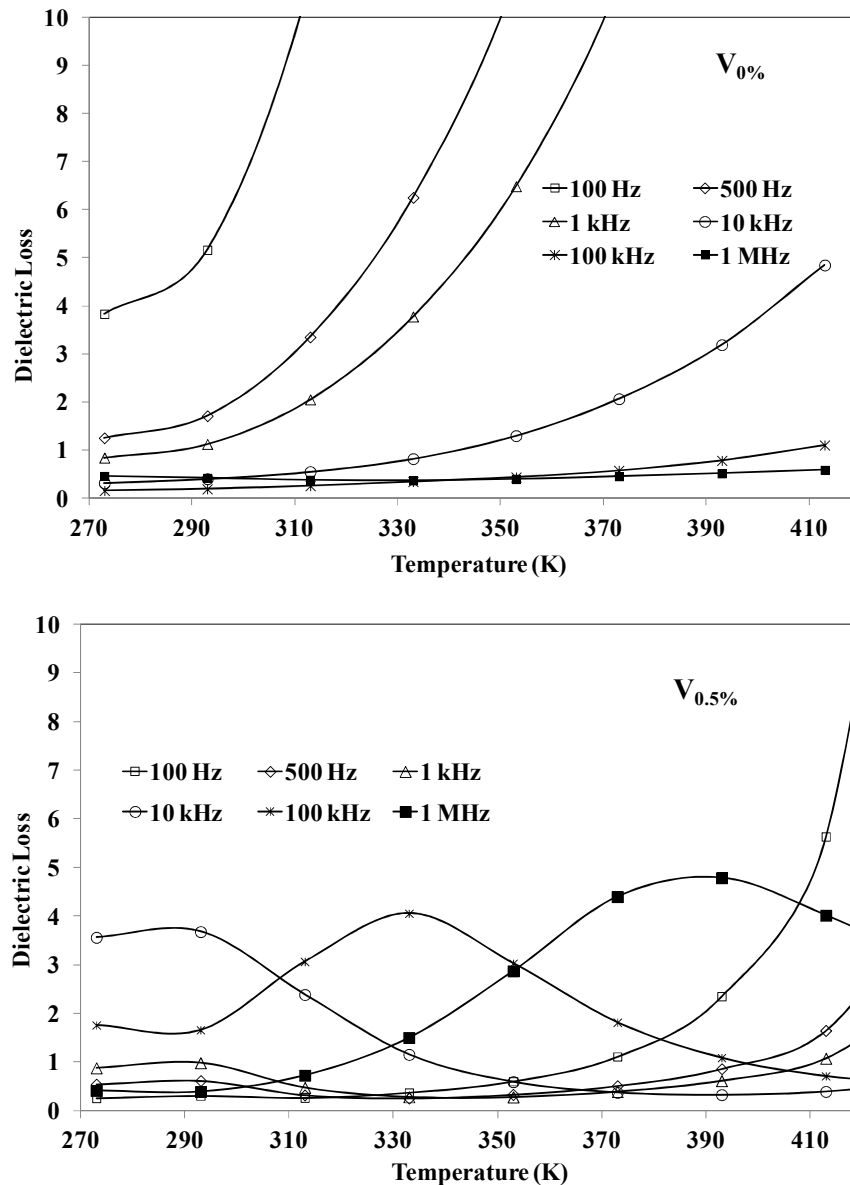 10
9
8
7
6
5
4
3
2
1
0
Dielectric Loss
V0%
100 Hz 500 Hz
1 kHz 10 kHz
100 kHz 1 MHz
270 290 310 330 350 370 390 410
Temperature (K)
10
9
8
7
6
5
4
3
2
1
0
Dielectric Loss
V0.5%
100 Hz 500 Hz 1 kHz
10 kHz 100 kHz 1 MHz
270 290 310 330 350 370 390 410
Temperature (K)